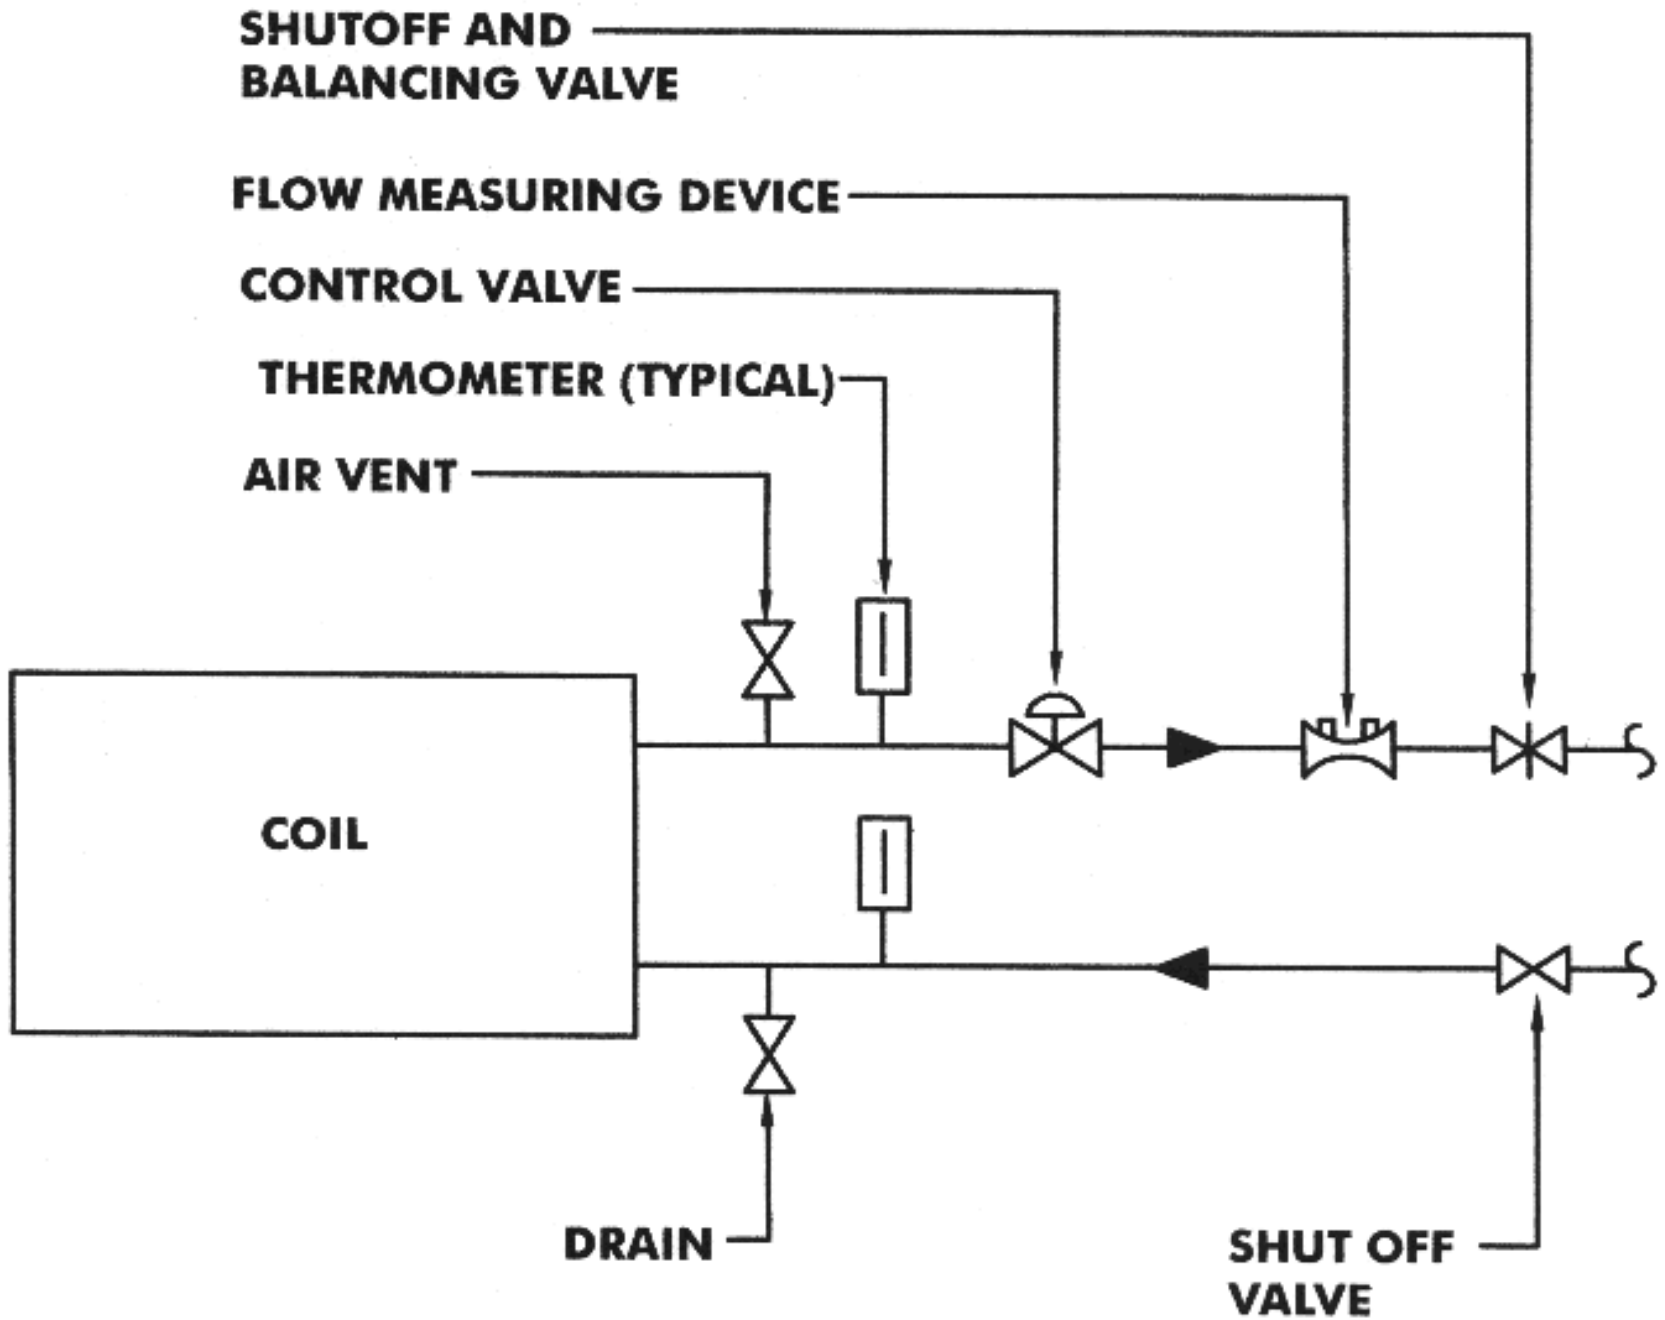 SHUTOFF AND
BALANCING VALVE
FLOW MEASURING DEVICE
CONTROL VALVE
THERMOMETER (TYPICAL)
AIR VENT
COIL
DRAIN
SHUT OFF
VALVE